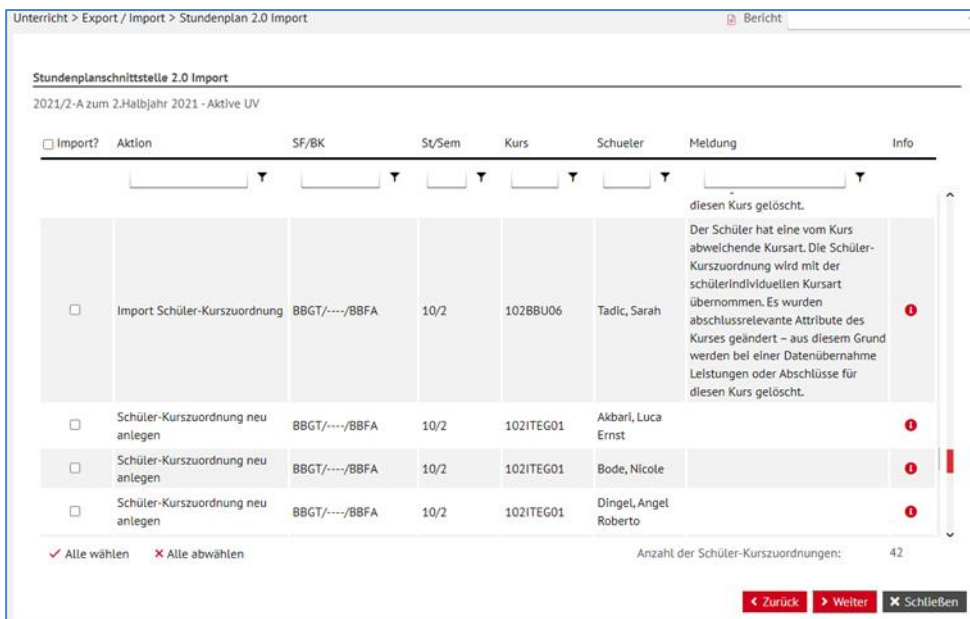 Unterricht > Export / Import > Stundenplan 2.0 Import
Bericht
Stundenplanschnittstelle 2.0 Import
2021/2-A zum 2.Halbjahr 2021 - Aktive UV
Import? Aktion SF/BK St/Sem Kurs Schueler Meldung Info
diesen Kurs gelöscht.
Der Schüler hat eine vom Kurs
abweichende Kursart. Die Schüler-
Kurszuordnung wird mit der
schülerindividuellen Kursart
übernommen. Es wurden
Import Schüler-Kurszuordnung BBGT/----/BBFA 10/2 102BBU06 Tadic, Sarah
abschlussrelevante Attribute des
Kurses geändert – aus diesem Grund
werden bei einer Datenübernahme
Leistungen oder Abschlüsse für
diesen Kurs gelöscht.
Schüler-Kurszuordnung neu
anlegen
BBGT/----/BBFA 10/2 102ITEG01
Akbari, Luca
Ernst
Schüler-Kurszuordnung neu
anlegen
BBGT/----/BBFA 10/2 102ITEG01 Bode, Nicole
Schüler-Kurszuordnung neu
anlegen
BBGT/----/BBFA 10/2 102ITEG01
Dingel, Angel
Roberto
Alle wählen Alle abwählen Anzahl der Schüler-Kurszuordnungen: 42
Zurück Weiter Schließen